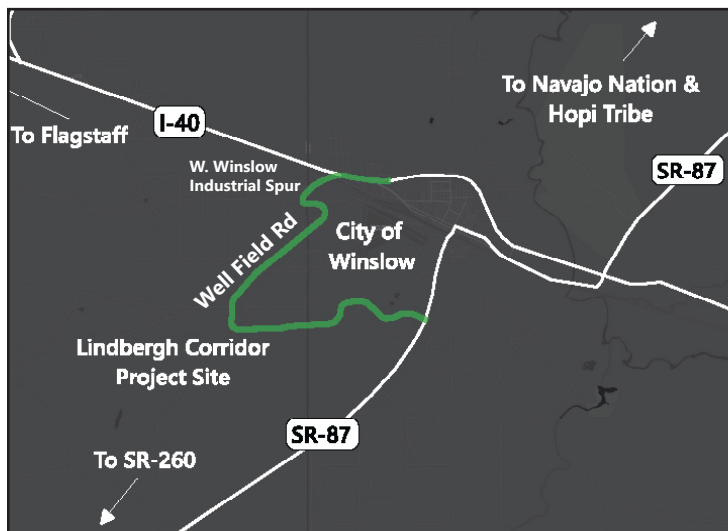 To Navajo Nation &
Hopi Tribe
I-40
To Flagstaff
W. Winslow
Industrial Spur
SR-87
Well Field Rd
City of
Winslow
Lindbergh Corridor
Project Site
SR-87
To SR-260